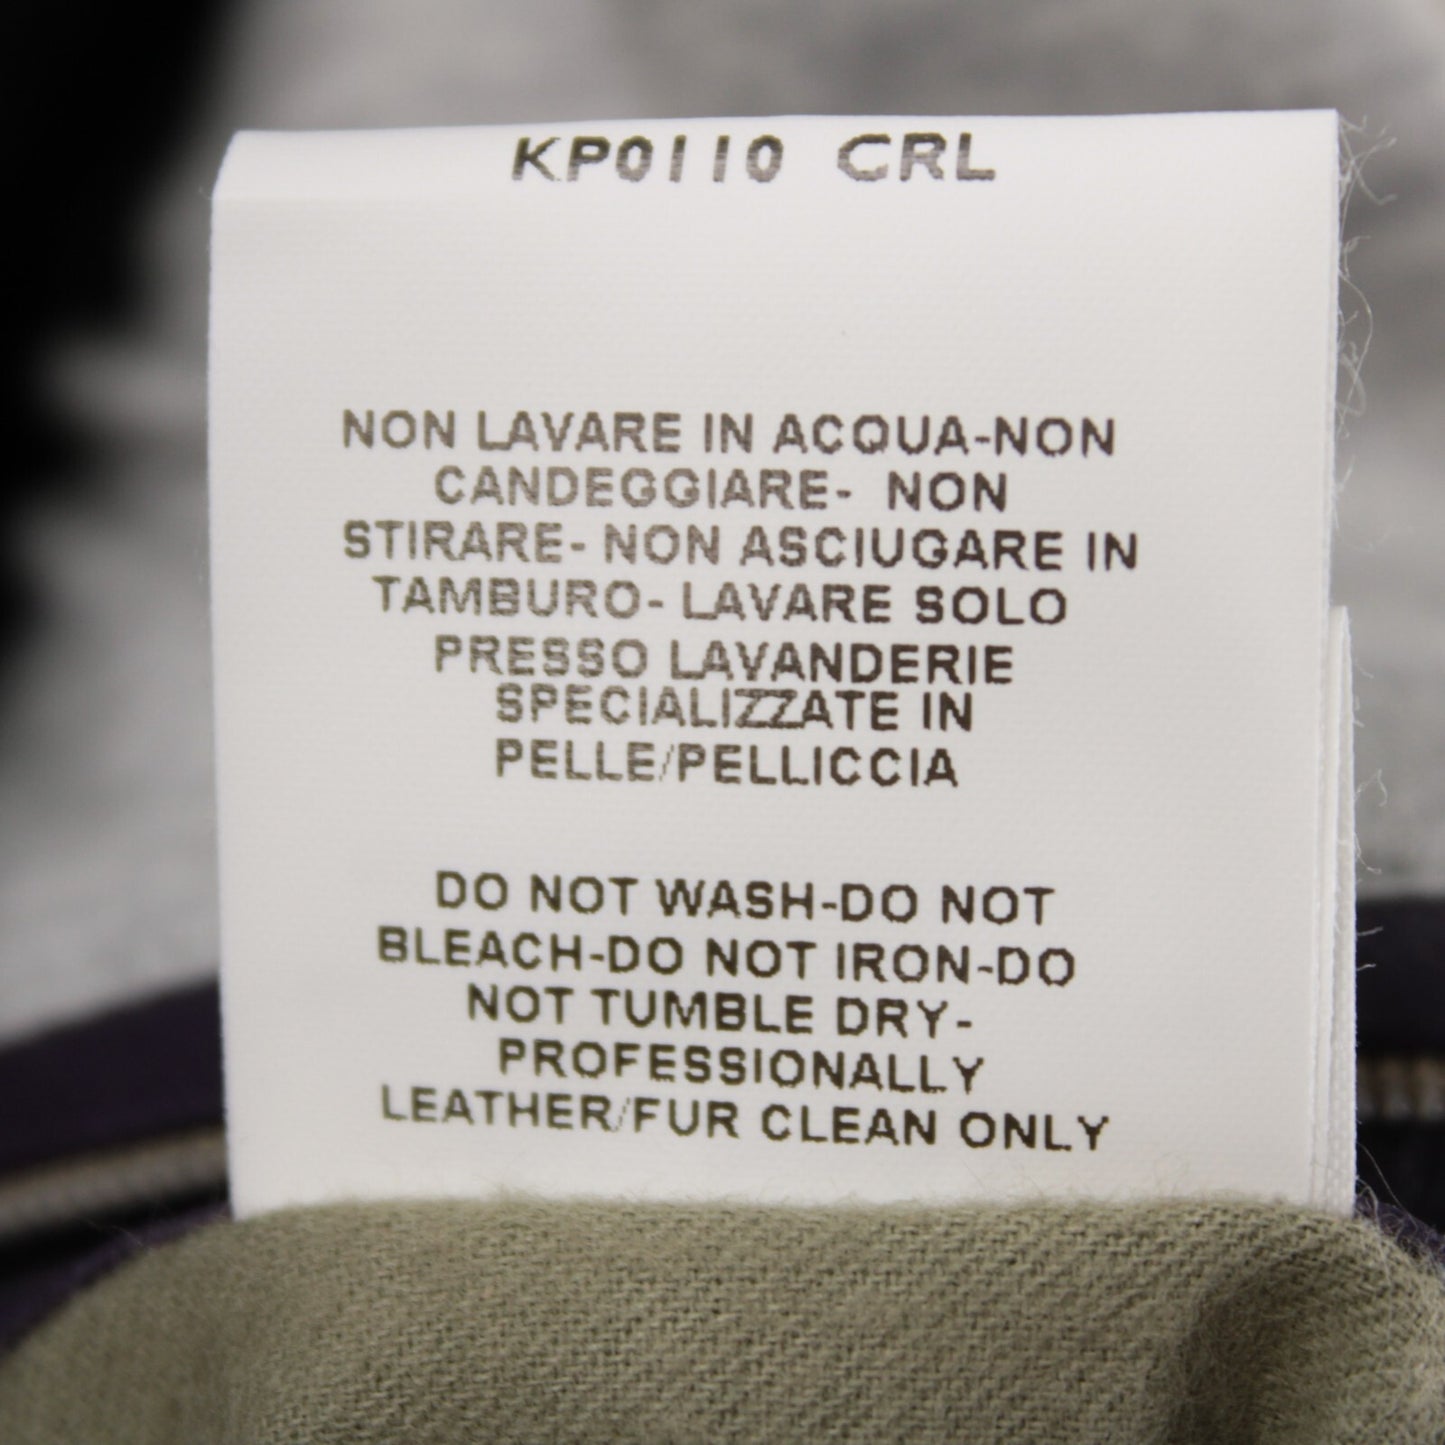 KP0110 CRL
NON LAVARE IN ACQUA-NON
CANDEGGIARE- NON
STIRARE- NON ASCIUGARE IN
TAMBURO- LAVARE SOLO
PRESSO LAVANDERIE
SPECIALIZZATE IN
PELLE/PELLICCIA
DO NOT WASH-DO NOT
BLEACH-DO NOT IRON-DO
NOT TUMBLE DRY-
PROFESSIONALLY
LEATHER/FUR CLEAN ONLY